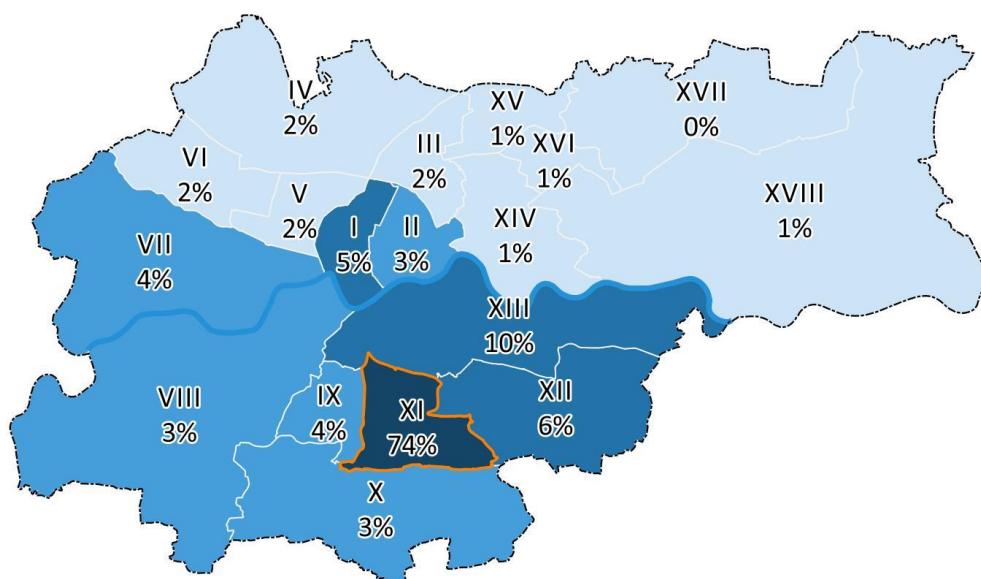 IV
2%
XV
1%
XVII
0%
III
2%
XVI
1%
VI
2%
V
2%
XVIII
1%
I
5%
II
3%
XIV
1%
VII
4%
XIII
10%
VIII
3%
IX
4%
XI
74%
XII
6%
X
3%